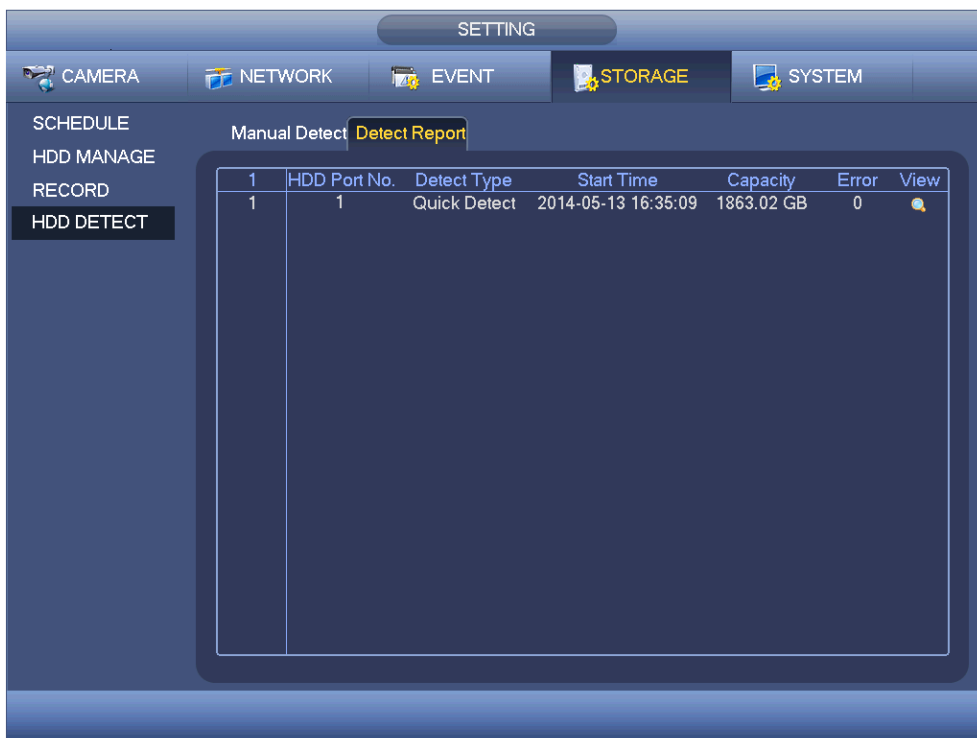 SETTING
CAMERA NETWORK EVENT STORAGE SYSTEM
SCHEDULE
HDD MANAGE
RECORD
HDD DETECT
Manual Detect Detect Report
1 HDD Port No. Detect Type Start Time Capacity Error View
1 1 Quick Detect 2014-05-13 16:35:09 1863.02 GB 0